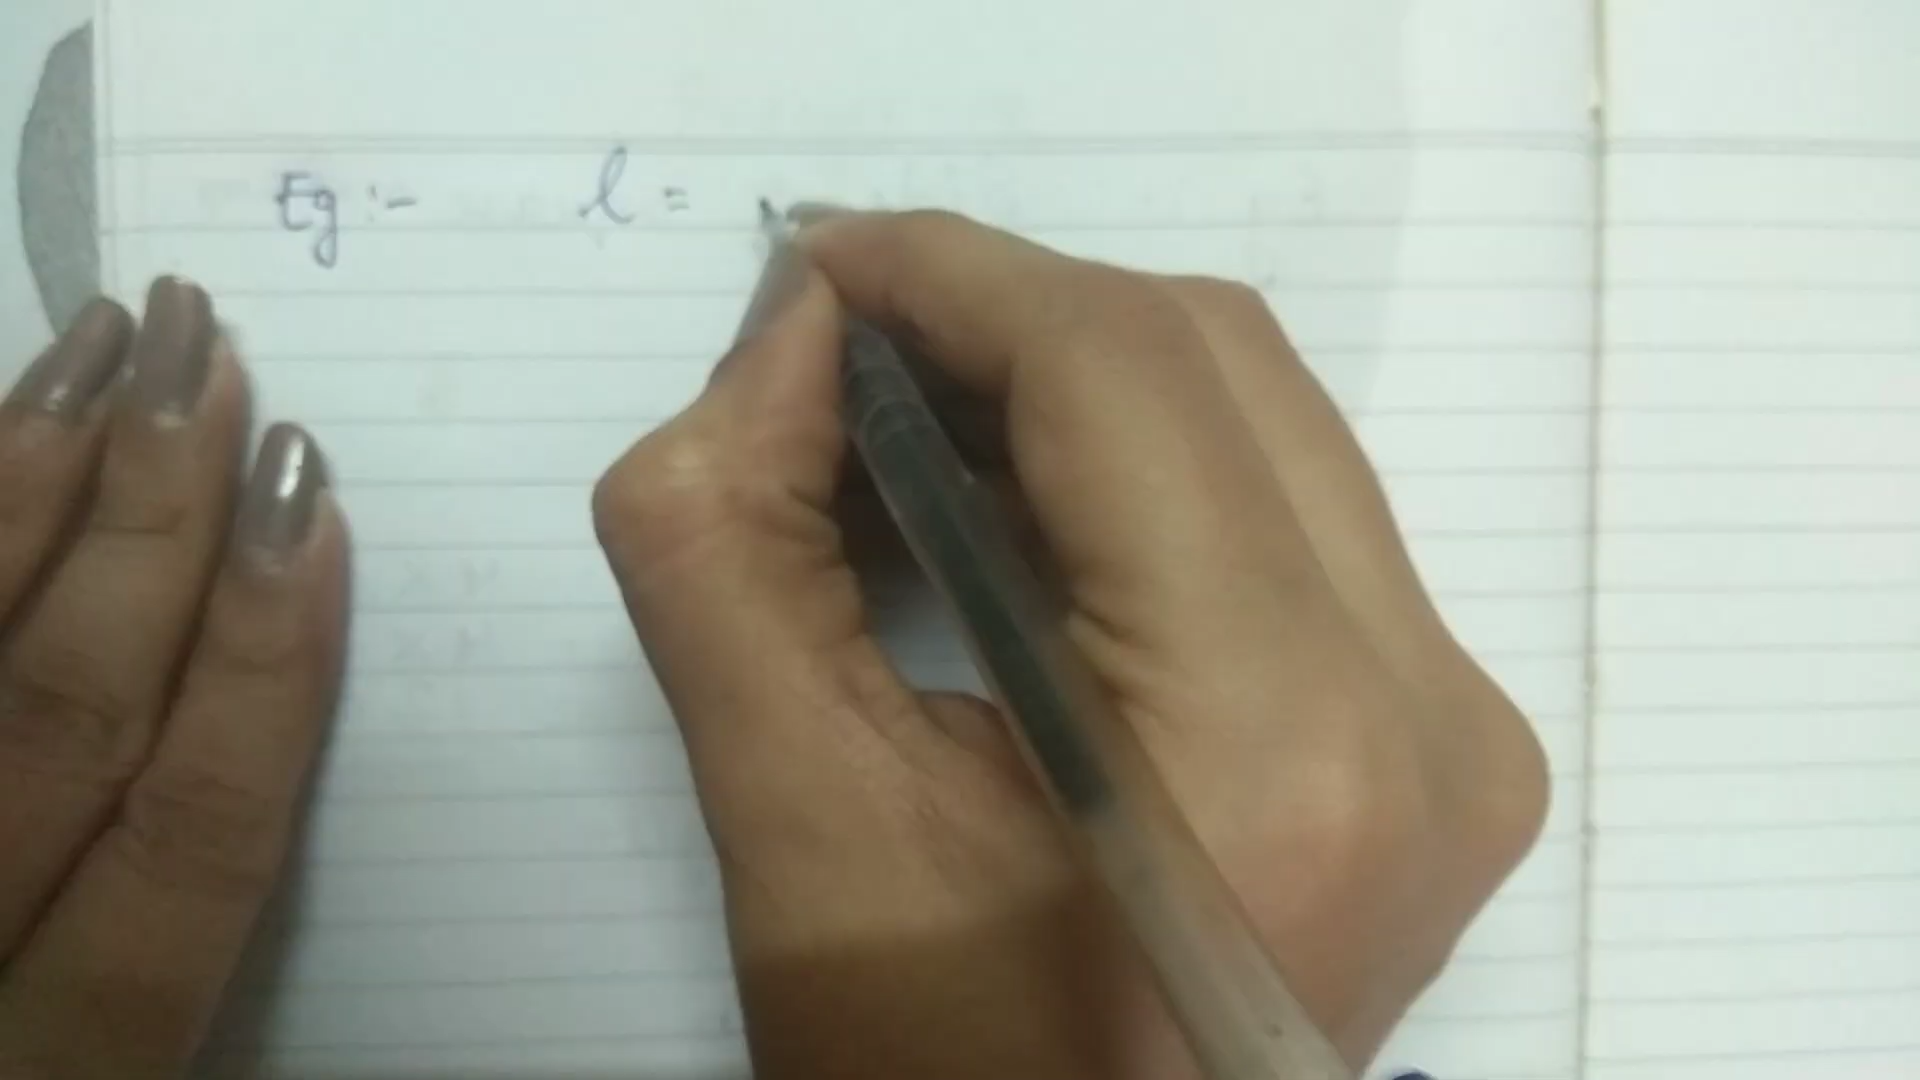 Eg :- l =